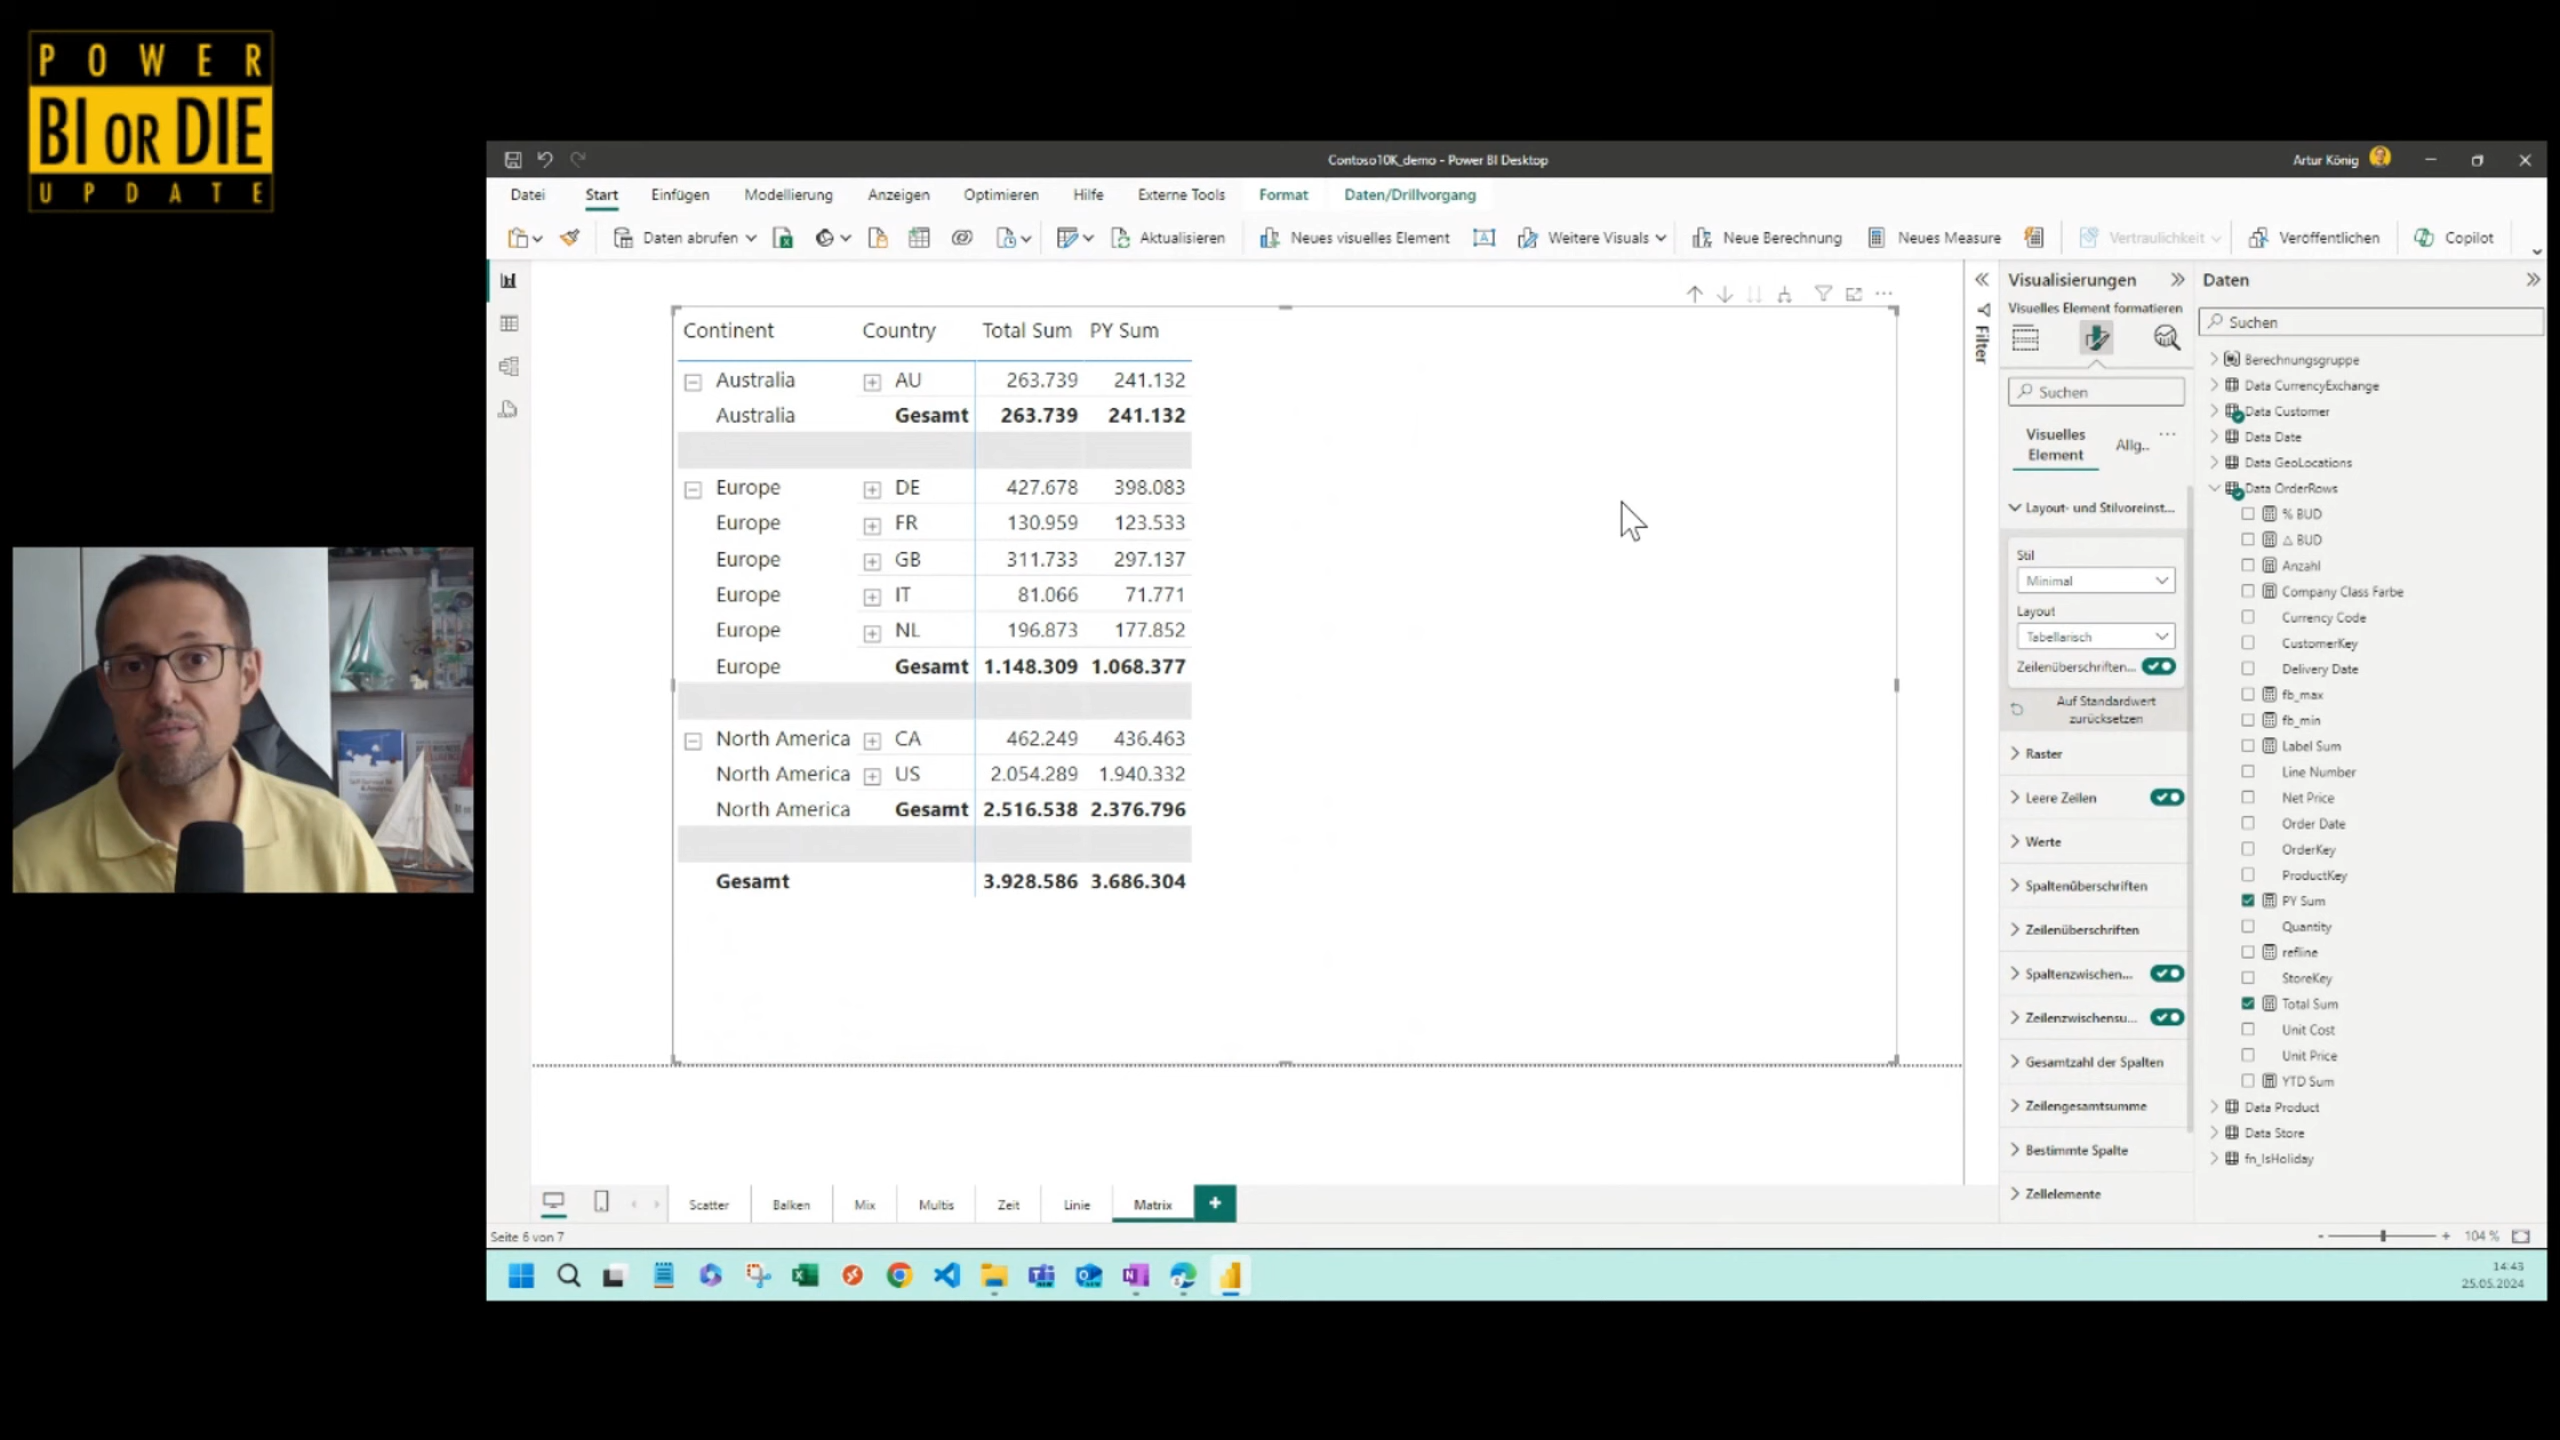 POWER
BI OR DIE
UPDATE
Contoso10K_demo - Power BI Desktop
Artur König
Datei Start Einfügen Modellierung Anzeigen Optimieren Hilfe Externe Tools Format Daten/Drillvorgang
Daten abrufen Aktualisieren Neues visuelles Element Weitere Visuals Neue Berechnung Neues Measure Vertraulichkeit Veröffentlichen Copilot
Continent Country Total Sum PY Sum
Australia AU 263.739 241.132
Australia Gesamt 263.739 241.132
Europe DE 427.678 398.083
Europe FR 130.959 123.533
Europe GB 311.733 297.137
Europe IT 81.066 71.771
Europe NL 196.873 177.852
Europe Gesamt 1.148.309 1.068.377
North America CA 462.249 436.463
North America US 2.054.289 1.940.332
North America Gesamt 2.516.538 2.376.796
Gesamt 3.928.586 3.686.304
Filter
Visualisierungen
Visuelles Element formatieren
Suchen
Visuelles
Element
Allg..
Layout- und Stilvoreinst...
Stil
Minimal
Layout
Tabellarisch
Zeilenüberschriften...
Auf Standardwert
zurücksetzen
Raster
Leere Zeilen
Werte
Spaltenüberschriften
Zeilenüberschriften
Spaltenzwischen...
Zeilenzwischensu...
Gesamtzahl der Spalten
Zeilengesamtsumme
Bestimmte Spalte
Zellelemente
Daten
Suchen
Berechnungsgruppe
Data CurrencyExchange
Data Customer
Data Date
Data GeoLocations
Data OrderRows
% BUD
△ BUD
Anzahl
Company Class Farbe
Currency Code
CustomerKey
Delivery Date
fb_max
fb_min
Label Sum
Line Number
Net Price
Order Date
OrderKey
ProductKey
PY Sum
Quantity
refline
StoreKey
Total Sum
Unit Cost
Unit Price
YTD Sum
Data Product
Data Store
fn_IsHoliday
Scatter Balken Mix Multis Zeit Linie Matrix +
Seite 6 von 7
- + 104 %
14:43
25.05.2024